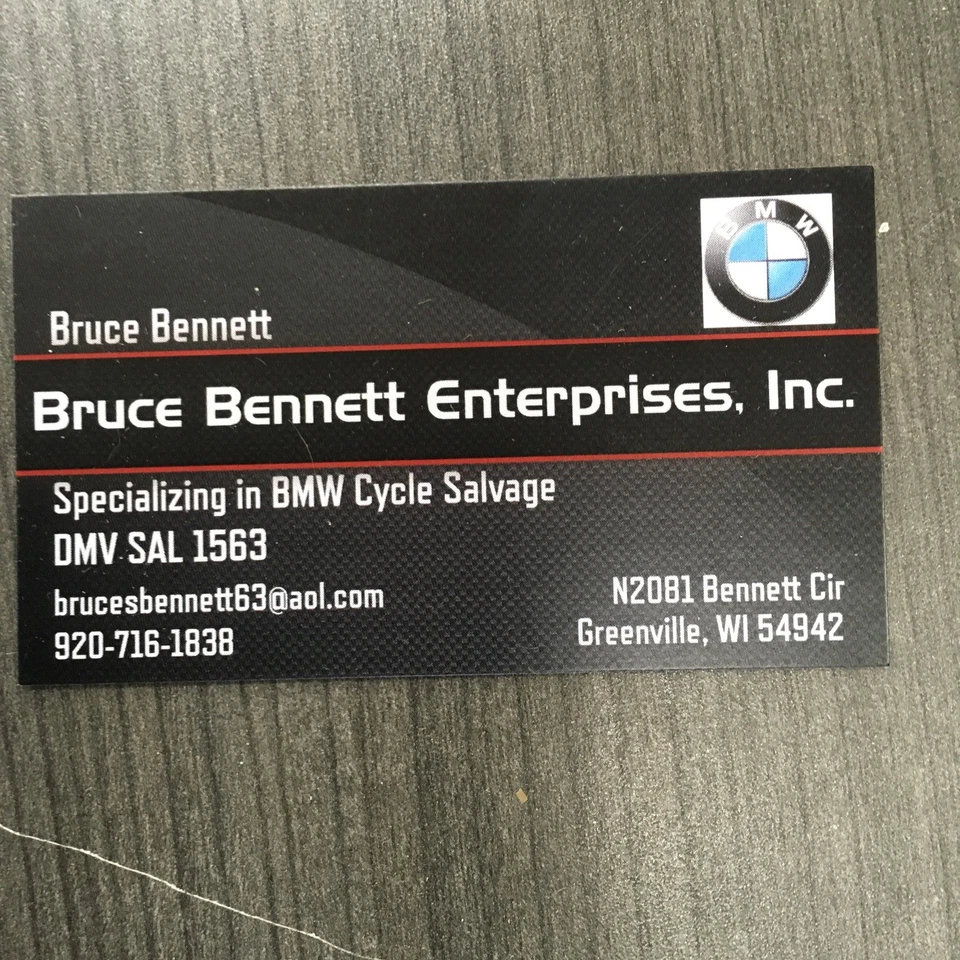 BMW
Bruce Bennett
Bruce Bennett Enterprises, Inc.
Specializing in BMW Cycle Salvage
DMV SAL 1563
brucesbennett63@aol.com
920-716-1838
N2081 Bennett Cir
Greenville, WI 54942